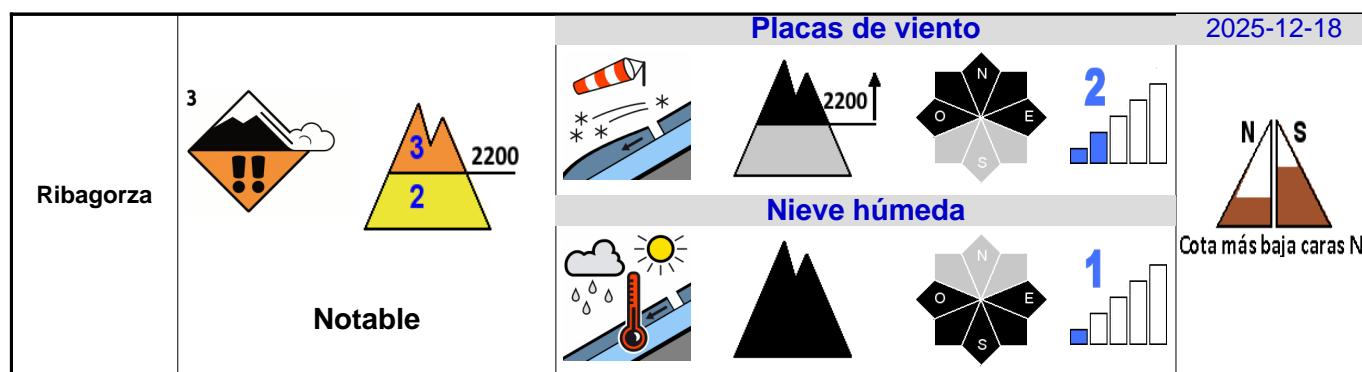 Placas de viento
2025-12-18
3
2200
3
2
2200
N
O
E
S
2
N S
Ribagorza
Nieve húmeda
Cota más baja caras N
Notable
N
O
E
S
1